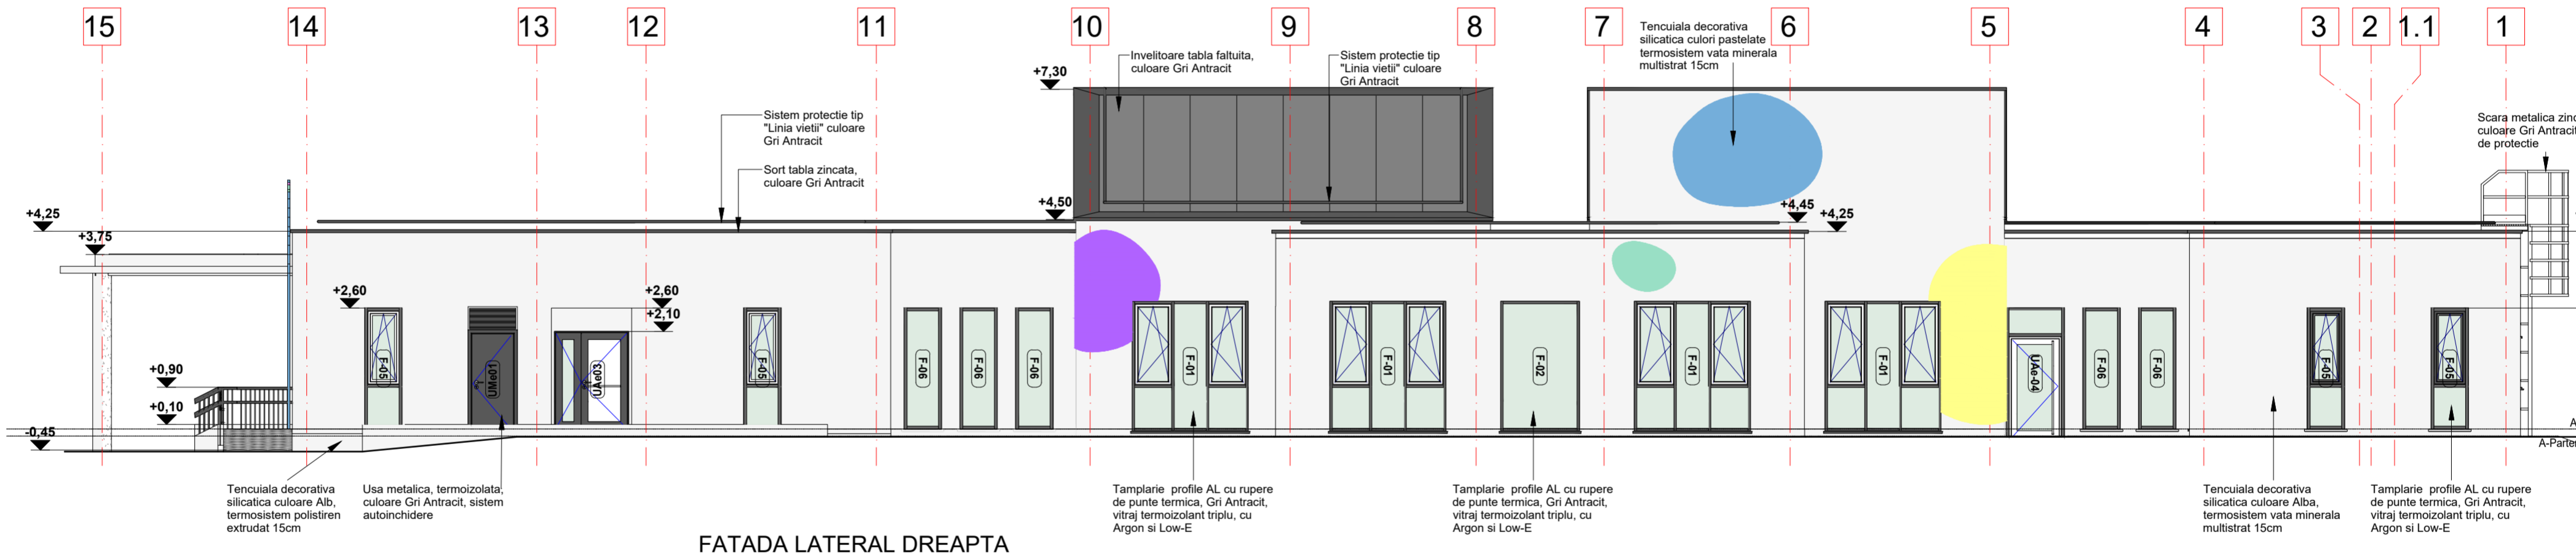 15
14
13
12
11
10
9
8
7
6
5
4
3
2
1.1
1
Tencuiala decorativa
silicatica culori pastelate
termosistem vata minerala
multistrat 15cm
Invelitoare tabla faltuita,
culoare Gri Antracit
Sistem protectie tip
"Linia vietii" culoare
Gri Antracit
+7,30
Sistem protectie tip
"Linia vietii" culoare
Gri Antracit
Scara metalica zinc
culoare Gri Antracit
de protectie
Sort tabla zincata,
culoare Gri Antracit
+4,25
+3,75
+4,50
+4,45
+4,25
+2,60
+2,60
+2,10
+0,90
+0,10
-0,45
F-05
UMe01
UAe03
F-05
F-06
F-06
F-06
F-01
F-01
F-02
F-01
F-01
UAe-04
F-06
F-06
F-05
F-05
A
A-Parter
Tencuiala decorativa
silicatica culoare Alb,
termosistem polistiren
extrudat 15cm
Usa metalica, termoizolata,
culoare Gri Antracit, sistem
autoinchidere
Tamplarie profile AL cu rupere
de punte termica, Gri Antracit,
vitraj termoizolant triplu, cu
Argon si Low-E
Tamplarie profile AL cu rupere
de punte termica, Gri Antracit,
vitraj termoizolant triplu, cu
Argon si Low-E
Tencuiala decorativa
silicatica culoare Alba,
termosistem vata minerala
multistrat 15cm
Tamplarie profile AL cu rupere
de punte termica, Gri Antracit,
vitraj termoizolant triplu, cu
Argon si Low-E
FATADA LATERAL DREAPTA